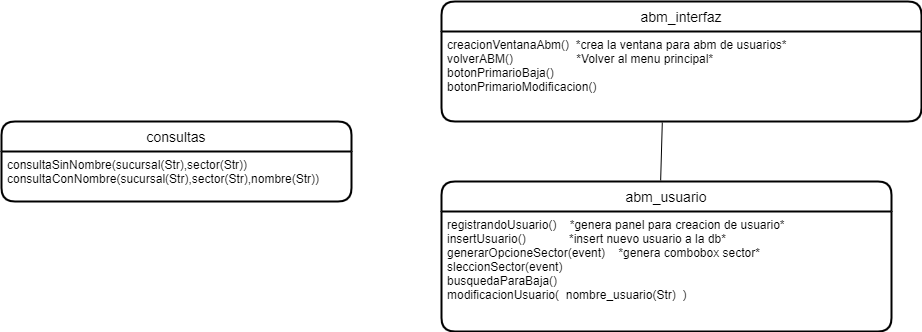 abm_interfaz
creacionVentanaAbm() *crea la ventana para abm de usuarios*
volverABM() *Volver al menu principal*
botonPrimarioBaja()
botonPrimarioModificacion()
consultas
consultaSinNombre(sucursal(Str),sector(Str))
consultaConNombre(sucursal(Str),sector(Str),nombre(Str))
abm_usuario
registrandoUsuario() *genera panel para creacion de usuario*
insertUsuario() *insert nuevo usuario a la db*
generarOpcioneSector(event) *genera combobox sector*
sleccionSector(event)
busquedaParaBaja()
modificacionUsuario( nombre_usuario(Str) )